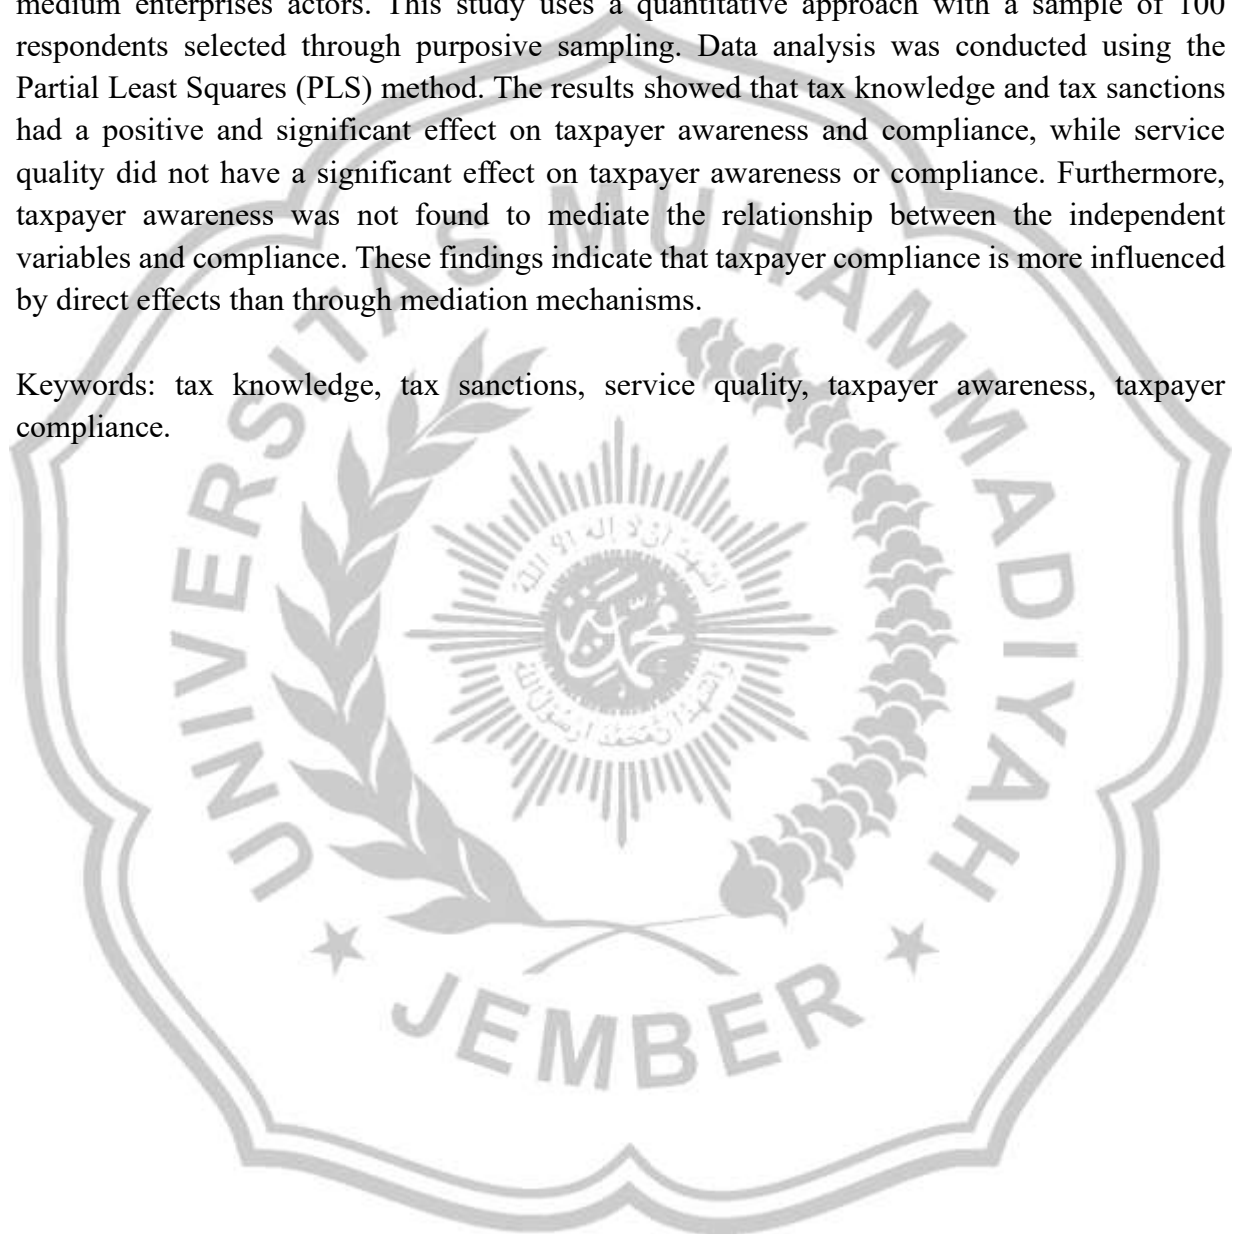 medium enterprises actors. This study uses a quantitative approach with a sample of 100
respondents selected through purposive sampling. Data analysis was conducted using the
Partial Least Squares (PLS) method. The results showed that tax knowledge and tax sanctions
had a positive and significant effect on taxpayer awareness and compliance, while service
quality did not have a significant effect on taxpayer awareness or compliance. Furthermore,
taxpayer awareness was not found to mediate the relationship between the independent
variables and compliance. These findings indicate that taxpayer compliance is more influenced
by direct effects than through mediation mechanisms.
Keywords: tax knowledge, tax sanctions, service quality, taxpayer awareness, taxpayer
compliance.
UNIVERSITAS MUHAMMADIYAH
JEMBER